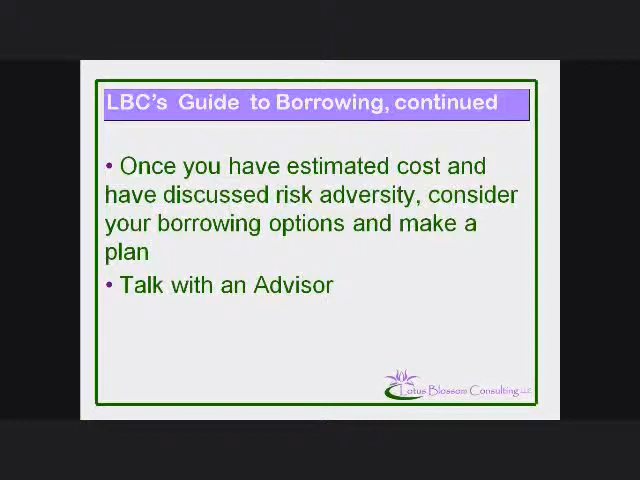 LBC's Guide to Borrowing, continued
• Once you have estimated cost and
have discussed risk adversity, consider
your borrowing options and make a
plan
• Talk with an Advisor
Lotus Blossom Consulting LLC